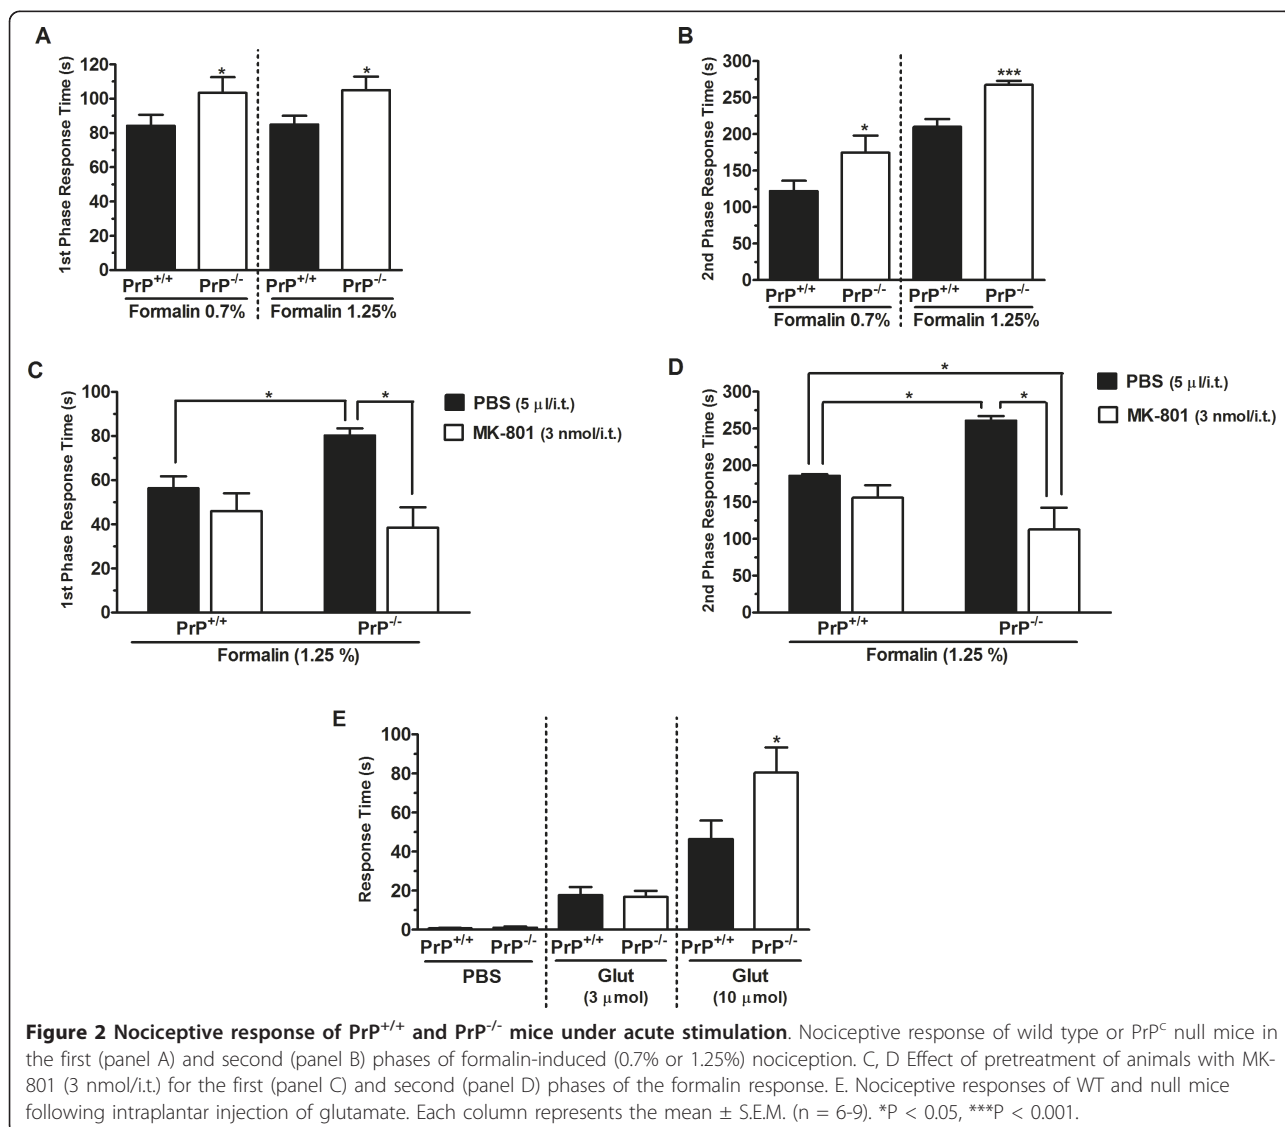 A
1st Phase Response Time (s)
120
100
80
60
40
20
0
*
*
PrP+/+ PrP-/- PrP+/+ PrP-/-
Formalin 0.7% Formalin 1.25%
B
2nd Phase Response Time (s)
300
250
200
150
100
50
0
*
***
PrP+/+ PrP-/- PrP+/+ PrP-/-
Formalin 0.7% Formalin 1.25%
C
1st Phase Response Time (s)
100
80
60
40
20
0
* *
PBS (5 µl/i.t.)
MK-801 (3 nmol/i.t.)
PrP+/+ PrP-/-
Formalin (1.25 %)
D
2nd Phase Response Time (s)
300
250
200
150
100
50
0
*
* *
PBS (5 µl/i.t.)
MK-801 (3 nmol/i.t.)
PrP+/+ PrP-/-
Formalin (1.25 %)
E
Response Time (s)
100
80
60
40
20
0
*
PrP+/+ PrP-/- PrP+/+ PrP-/- PrP+/+ PrP-/-
PBS Glut Glut
(3 µmol) (10 µmol)
Figure 2 Nociceptive response of PrP+/+ and PrP-/- mice under acute stimulation. Nociceptive response of wild type or PrPC null mice in
the first (panel A) and second (panel B) phases of formalin-induced (0.7% or 1.25%) nociception. C, D Effect of pretreatment of animals with MK-
801 (3 nmol/i.t.) for the first (panel C) and second (panel D) phases of the formalin response. E. Nociceptive responses of WT and null mice
following intraplantar injection of glutamate. Each column represents the mean ± S.E.M. (n = 6-9). *P < 0.05, ***P < 0.001.